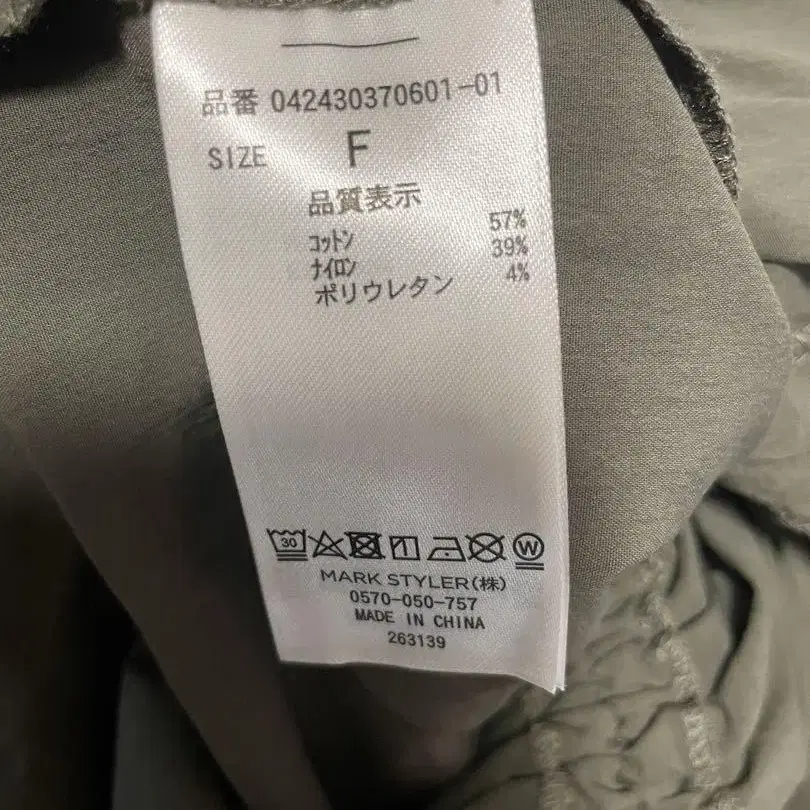 品番 042430370601-01
SIZE F
品質表示
ｺｯﾄﾝ 57%
ﾅｲﾛﾝ 39%
ポリウレタン 4%
30 W
MARK STYLER(株)
0570-050-757
MADE IN CHINA
263139